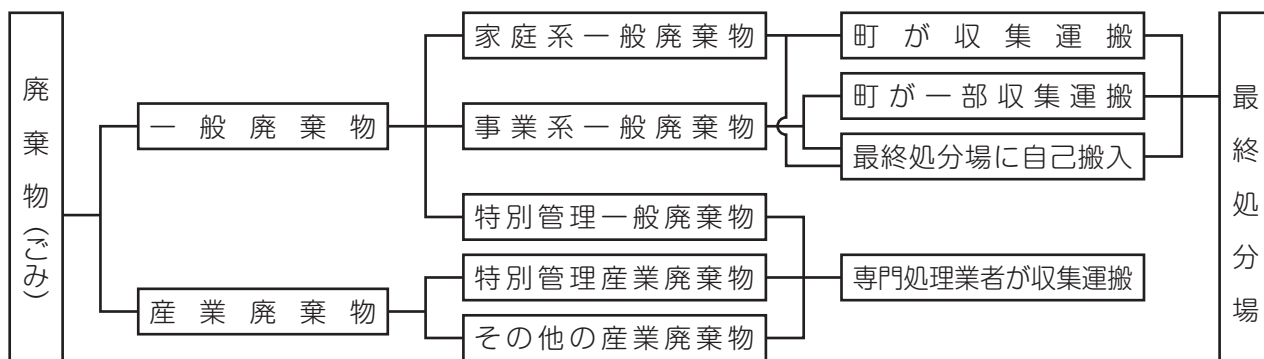 廃棄物(ごみ)
一般廃棄物
産業廃棄物
家庭系一般廃棄物
事業系一般廃棄物
特別管理一般廃棄物
特別管理産業廃棄物
その他の産業廃棄物
町が収集運搬
町が一部収集運搬
最終処分場に自己搬入
専門処理業者が収集運搬
最終処分場